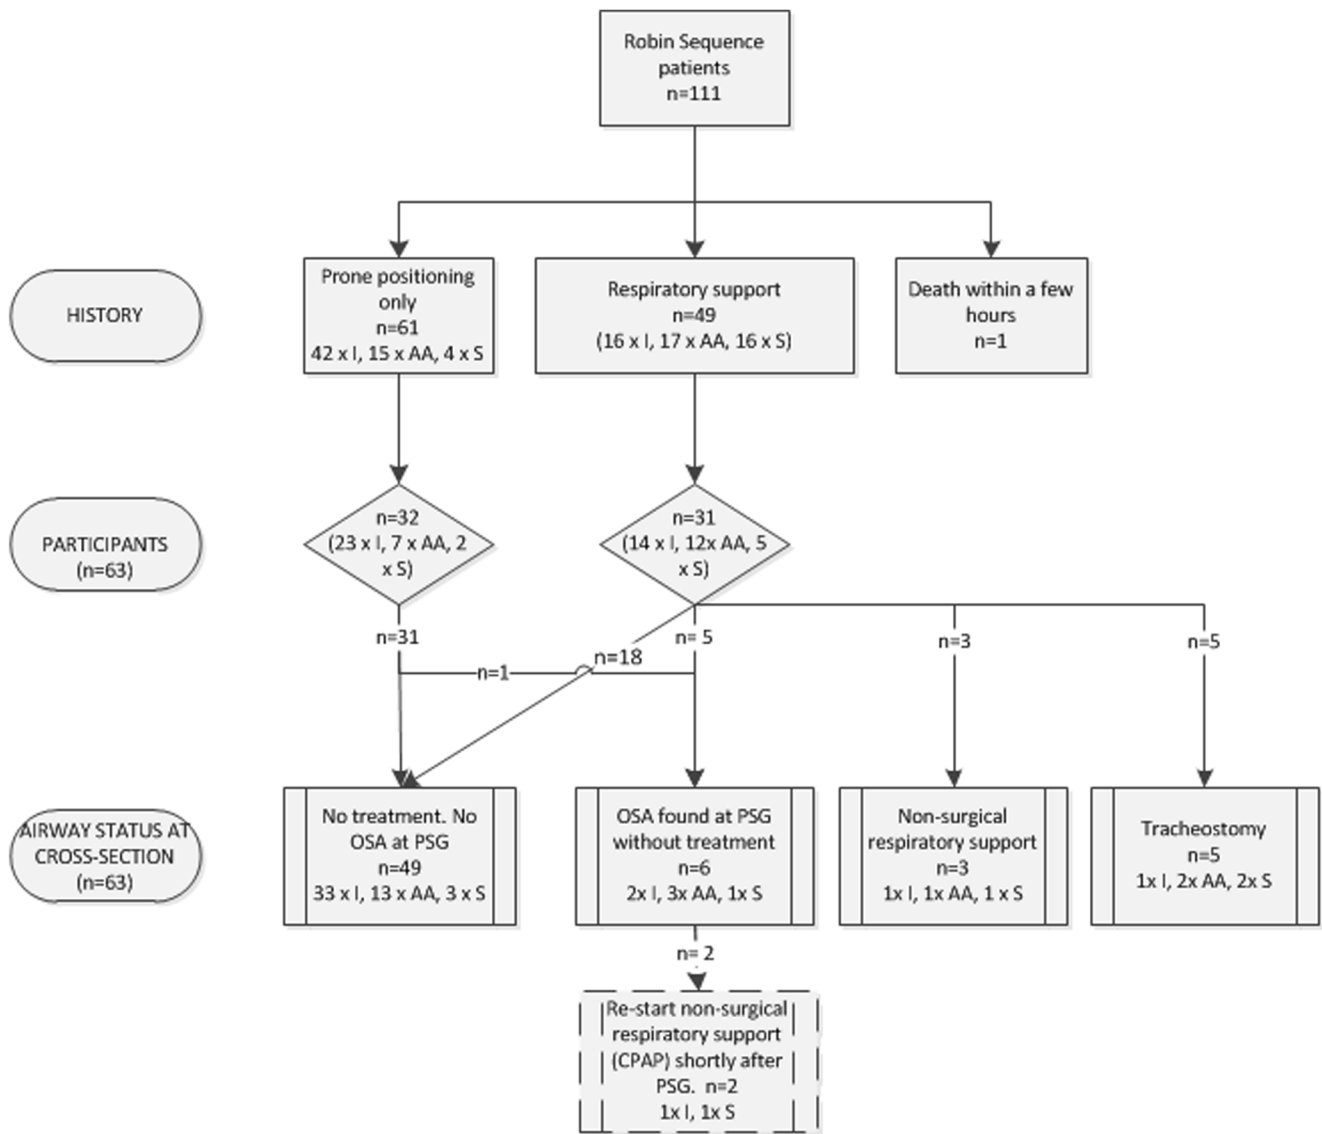 Robin Sequence
patients
n=111
HISTORY
Prone positioning
only
n=61
42 x I, 15 x AA, 4 x S
Respiratory support
n=49
(16 x I, 17 x AA, 16 x S)
Death within a few
hours
n=1
PARTICIPANTS
(n=63)
n=32
(23 x I, 7 x AA, 2
x S)
n=31
(14 x I, 12x AA, 5
x S)
n=31
n=1
n=18
n= 5
n=3
n=5
AIRWAY STATUS AT
CROSS-SECTION
(n=63)
No treatment. No
OSA at PSG
n=49
33 x I, 13 x AA, 3 x S
OSA found at PSG
without treatment
n=6
2x I, 3x AA, 1x S
Non-surgical
respiratory support
n=3
1x I, 1x AA, 1 x S
Tracheostomy
n=5
1x I, 2x AA, 2x S
n= 2
Re-start non-surgical
respiratory support
(CPAP) shortly after
PSG.  n=2
1x I, 1x S